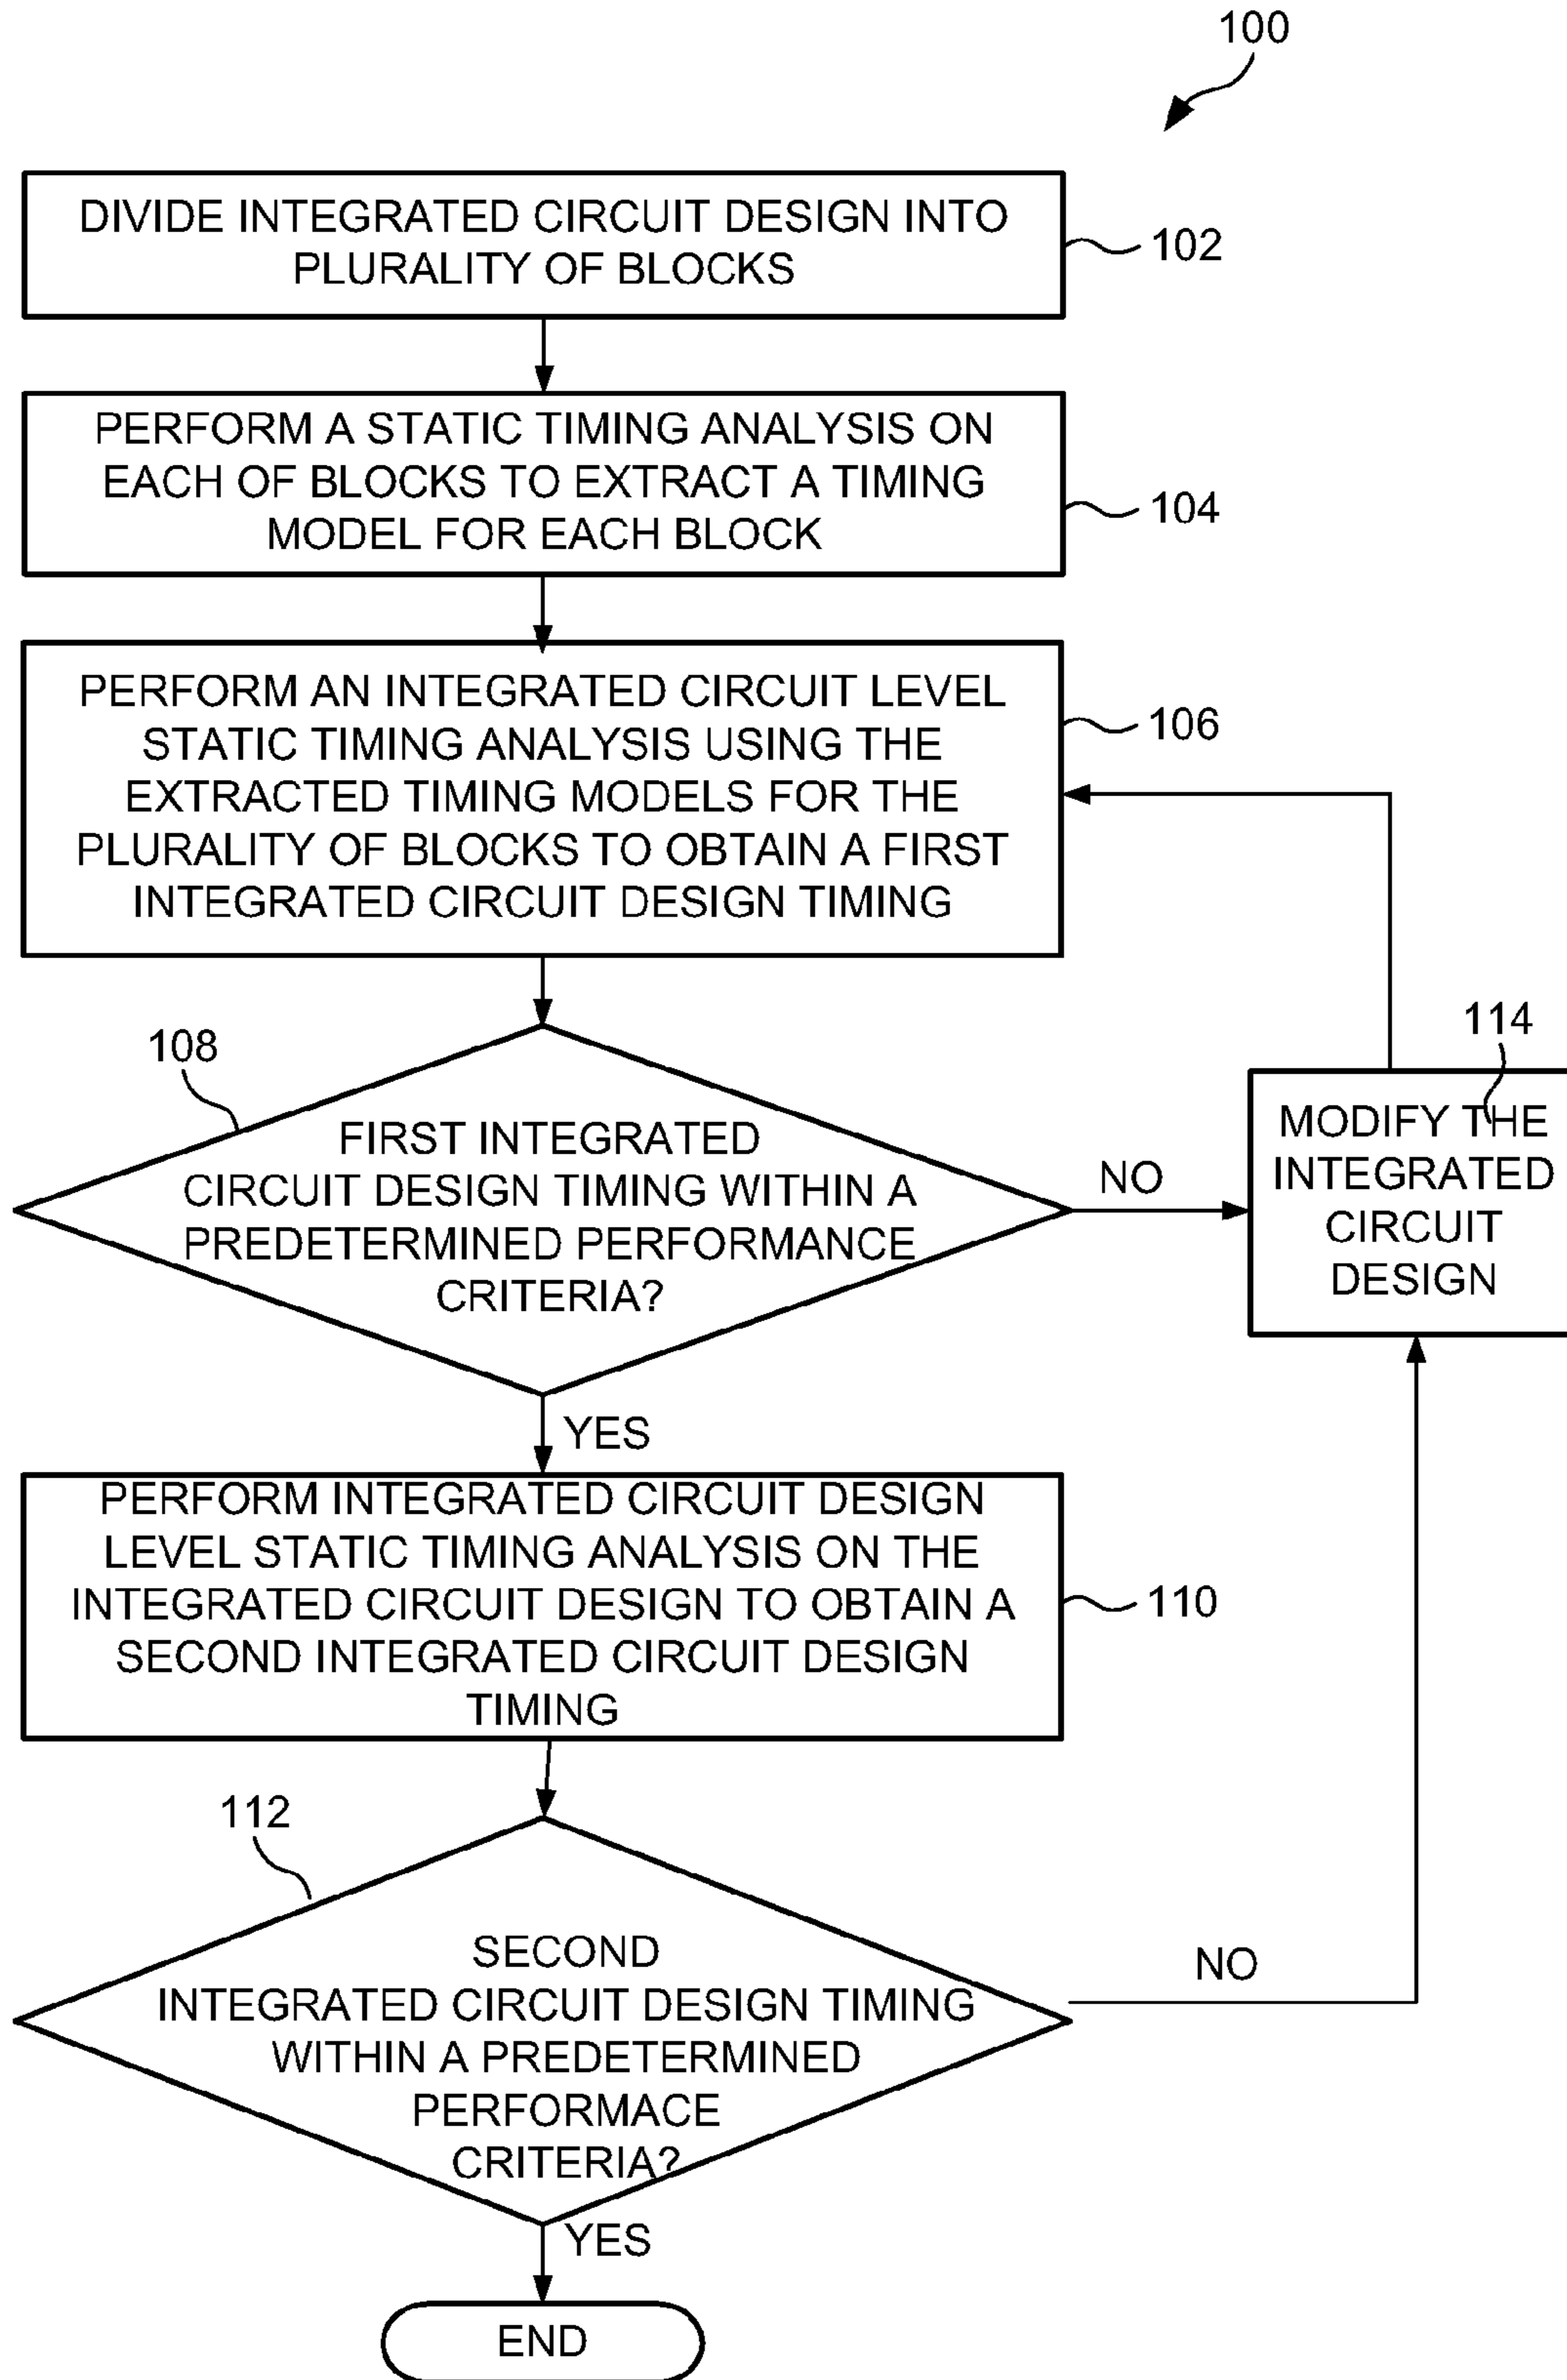 100
DIVIDE INTEGRATED CIRCUIT DESIGN INTO
PLURALITY OF BLOCKS
102
PERFORM A STATIC TIMING ANALYSIS ON
EACH OF BLOCKS TO EXTRACT A TIMING
MODEL FOR EACH BLOCK
104
PERFORM AN INTEGRATED CIRCUIT LEVEL
STATIC TIMING ANALYSIS USING THE
EXTRACTED TIMING MODELS FOR THE
PLURALITY OF BLOCKS TO OBTAIN A FIRST
INTEGRATED CIRCUIT DESIGN TIMING
106
108
FIRST INTEGRATED
CIRCUIT DESIGN TIMING WITHIN A
PREDETERMINED PERFORMANCE
CRITERIA?
NO
114
MODIFY THE
INTEGRATED
CIRCUIT
DESIGN
YES
PERFORM INTEGRATED CIRCUIT DESIGN
LEVEL STATIC TIMING ANALYSIS ON THE
INTEGRATED CIRCUIT DESIGN TO OBTAIN A
SECOND INTEGRATED CIRCUIT DESIGN
TIMING
110
112
SECOND
INTEGRATED CIRCUIT DESIGN TIMING
WITHIN A PREDETERMINED
PERFORMACE
CRITERIA?
NO
YES
END